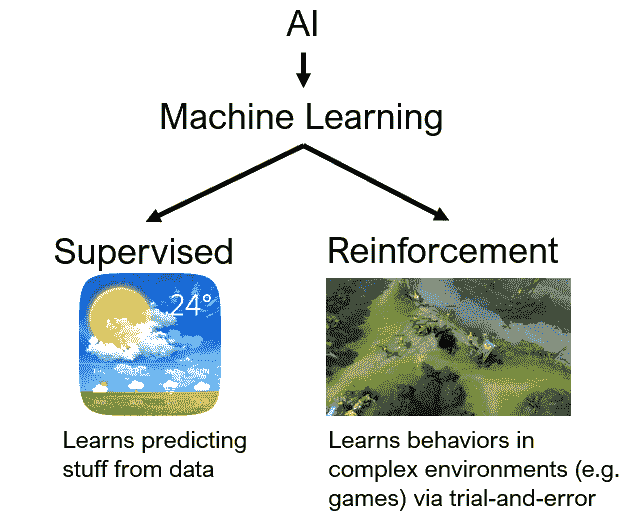 AI
Machine Learning
Supervised
Reinforcement
24°
Learns predicting
stuff from data
Learns behaviors in
complex environments (e.g.
games) via trial-and-error